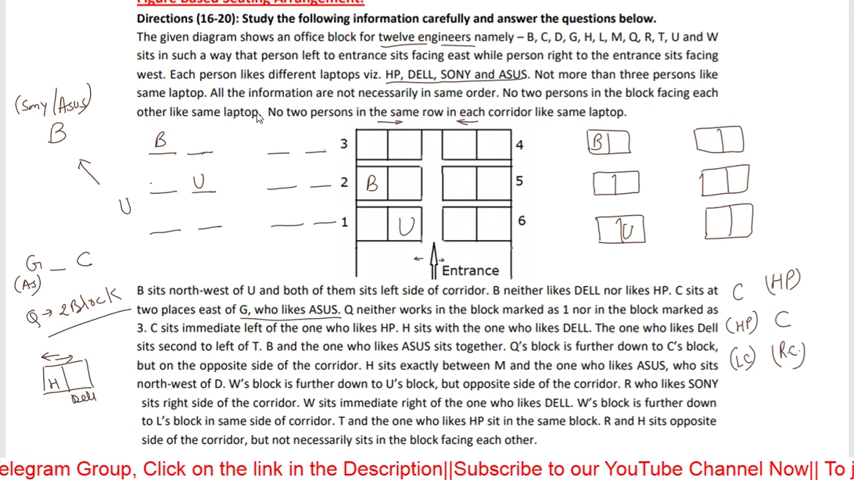 Figure Based Seating Arrangement:
Directions (16-20): Study the following information carefully and answer the questions below.
The given diagram shows an office block for twelve engineers namely – B, C, D, G, H, L, M, Q, R, T, U and W
sits in such a way that person left to entrance sits facing east while person right to the entrance sits facing
west. Each person likes different laptops viz. HP, DELL, SONY and ASUS. Not more than three persons like
same laptop. All the information are not necessarily in same order. No two persons in the block facing each
other like same laptop. No two persons in the same row in each corridor like same laptop.
(Sony/Asus)
B
B
3
4
B
U
U
2
B
5
1
U
6
U
Entrance
G _ C
(As)
Q → 2 Block
H
Dell
B sits north-west of U and both of them sits left side of corridor. B neither likes DELL nor likes HP. C sits at
two places east of G, who likes ASUS. Q neither works in the block marked as 1 nor in the block marked as
3. C sits immediate left of the one who likes HP. H sits with the one who likes DELL. The one who likes Dell
sits second to left of T. B and the one who likes ASUS sits together. Q's block is further down to C's block,
but on the opposite side of the corridor. H sits exactly between M and the one who likes ASUS, who sits
north-west of D. W's block is further down to U's block, but opposite side of the corridor. R who likes SONY
sits right side of the corridor. W sits immediate right of the one who likes DELL. W's block is further down
to L's block in same side of corridor. T and the one who likes HP sit in the same block. R and H sits opposite
side of the corridor, but not necessarily sits in the block facing each other.
C (HP)
(HP) C
(LC) (RC)
elegram Group, Click on the link in the Description||Subscribe to our YouTube Channel Now|| To j